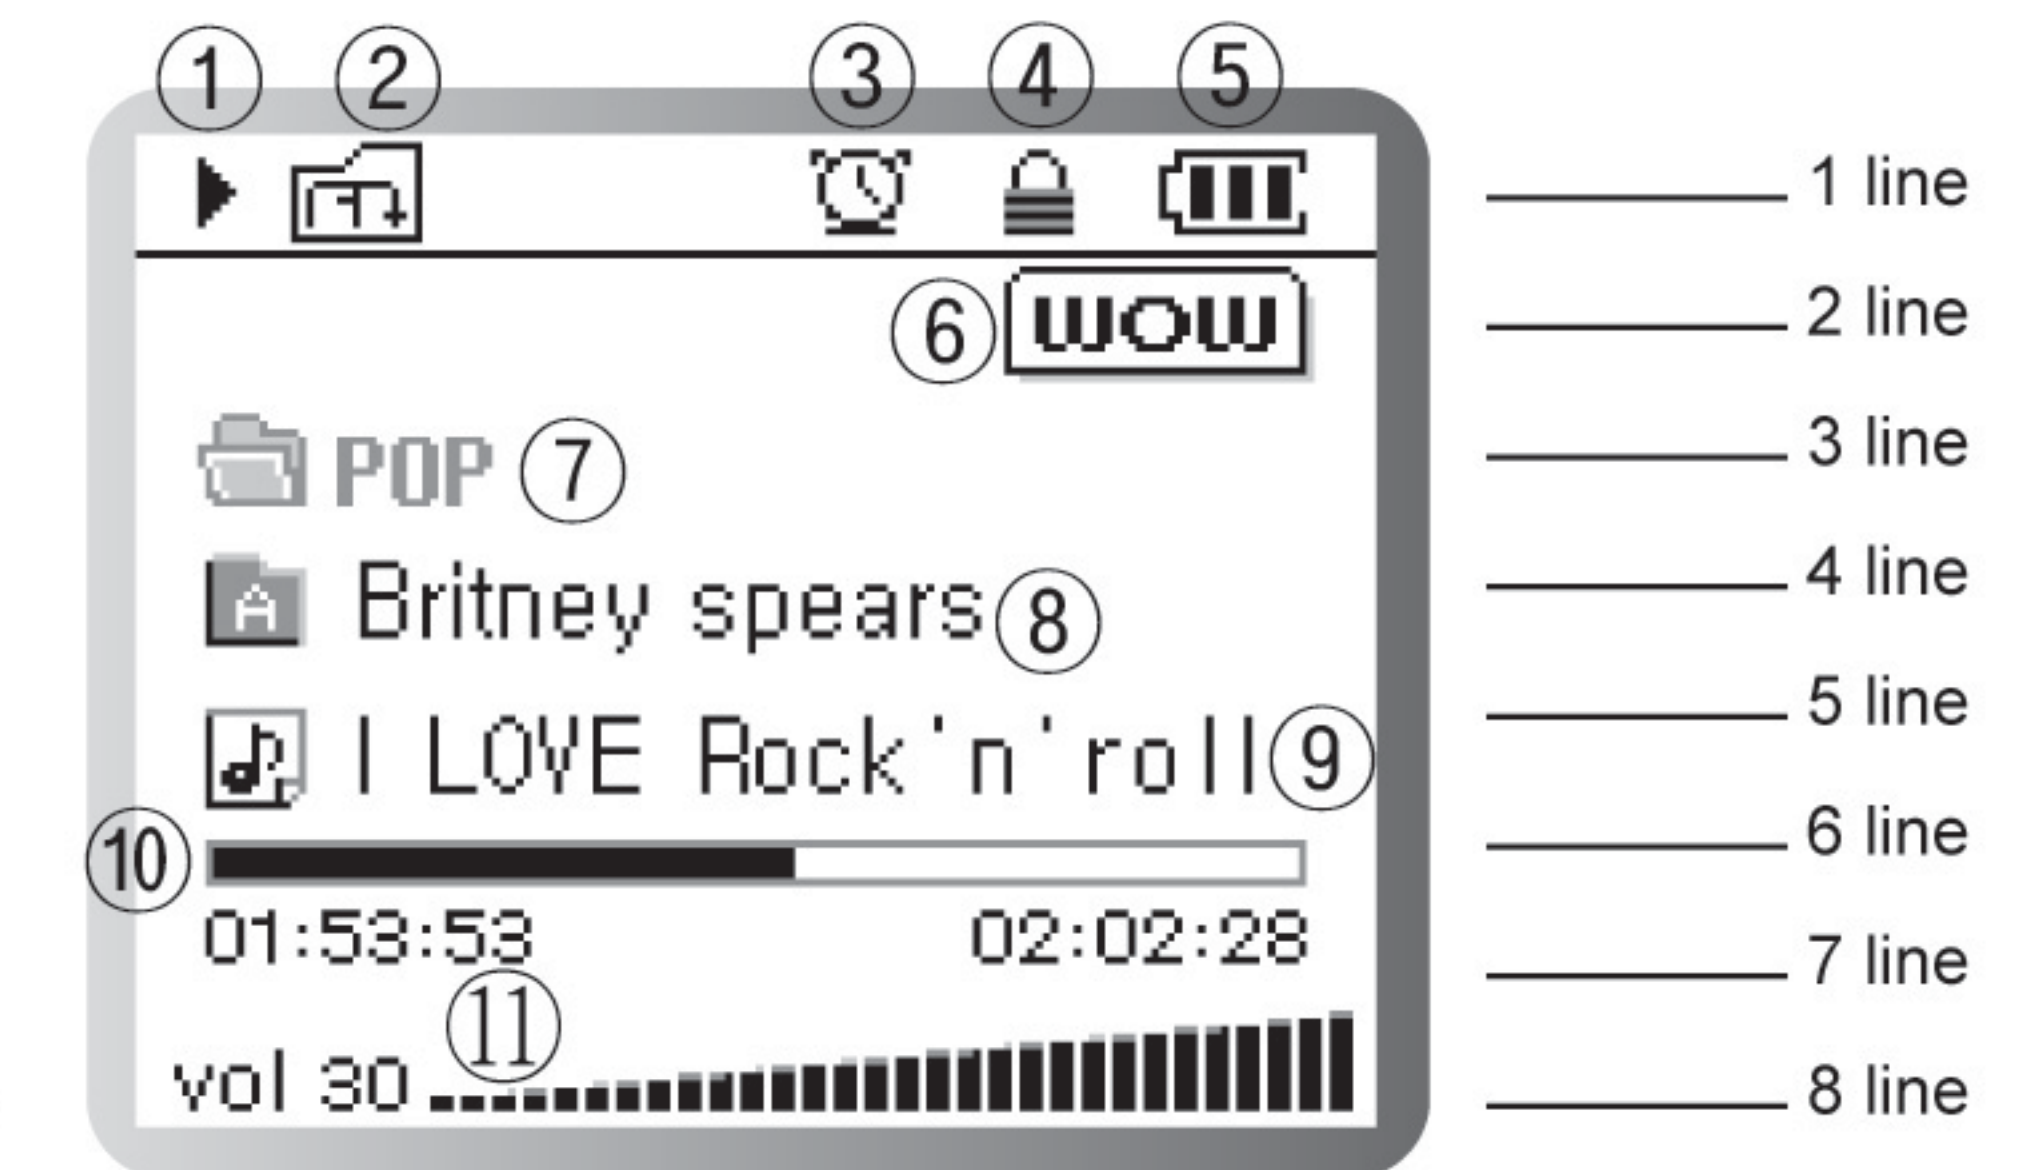 ① ② ③ ④ ⑤
1 line
⑥ WOW
2 line
POP ⑦
3 line
A Britney spears ⑧
4 line
I LOVE Rock'n'roll ⑨
5 line
⑩
6 line
01:53:53 02:02:28
7 line
⑪
vol 30
8 line